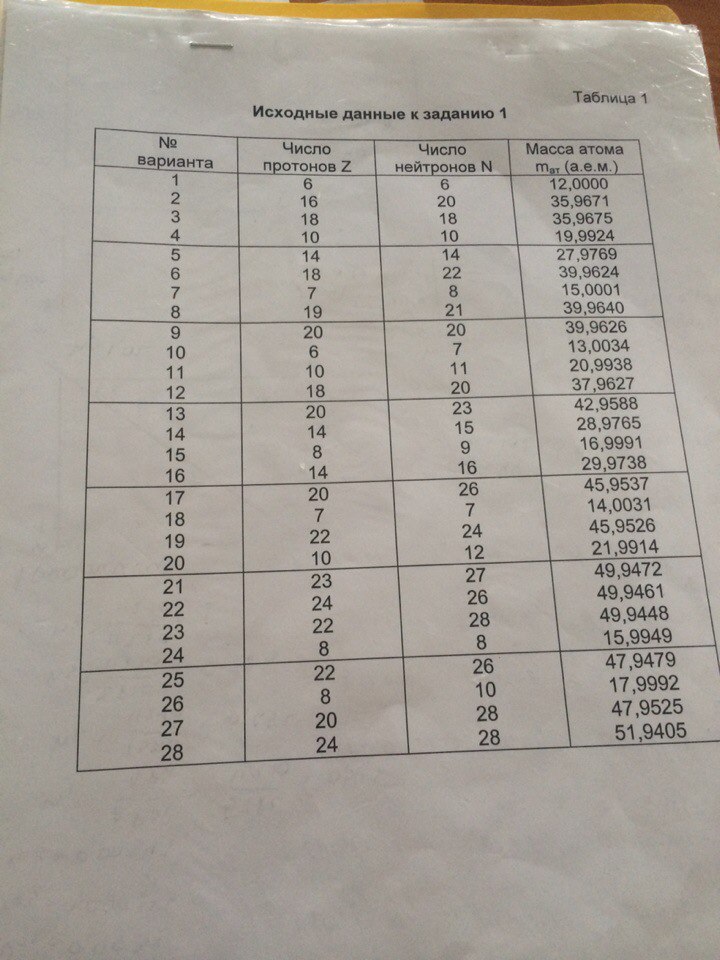 Таблица 1
Исходные данные к заданию 1
№ варианта Число протонов Z Число нейтронов N Масса атома mат (а.е.м.)
1 6 6 12,0000
2 16 20 35,9671
3 18 18 35,9675
4 10 10 19,9924
5 14 14 27,9769
6 18 22 39,9624
7 7 8 15,0001
8 19 21 39,9640
9 20 20 39,9626
10 6 7 13,0034
11 10 11 20,9938
12 18 20 37,9627
13 20 23 42,9588
14 14 15 28,9765
15 8 9 16,9991
16 14 16 29,9738
17 20 26 45,9537
18 7 7 14,0031
19 22 24 45,9526
20 10 12 21,9914
21 23 27 49,9472
22 24 26 49,9461
23 22 28 49,9448
24 8 8 15,9949
25 22 26 47,9479
26 8 10 17,9992
27 20 28 47,9525
28 24 28 51,9405